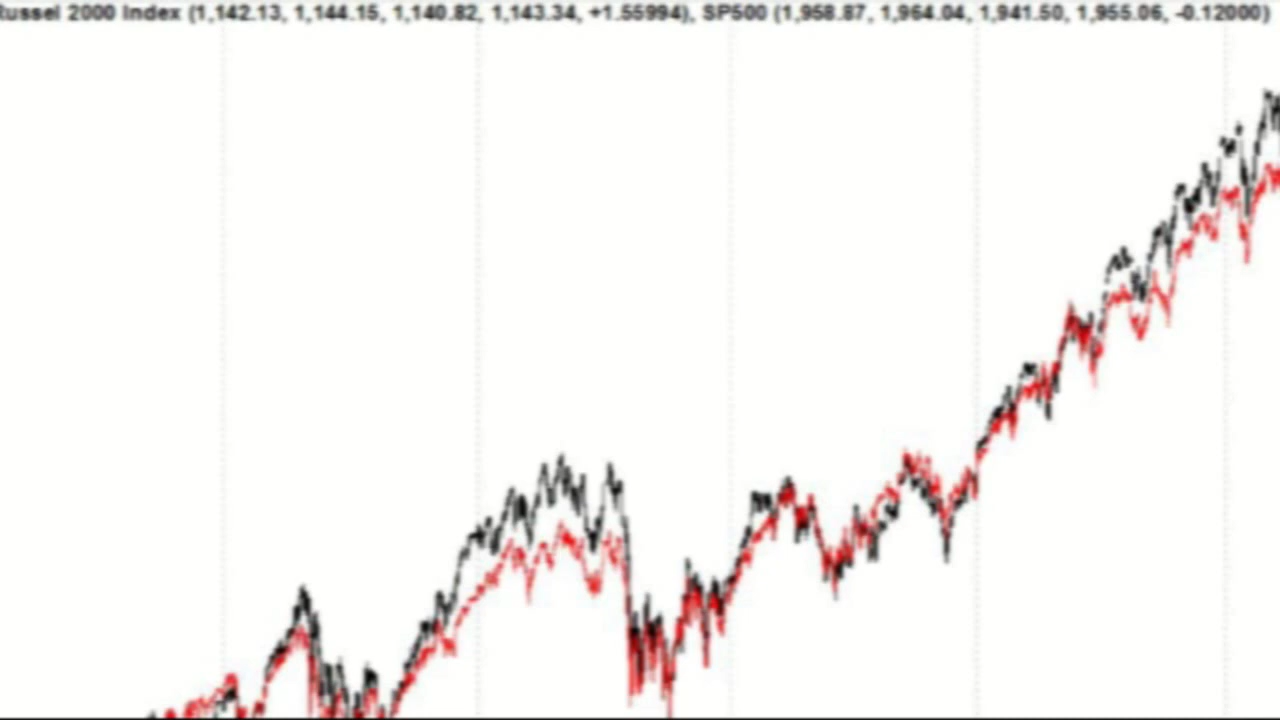 Russel 2000 Index (1,142.13, 1,144.15, 1,140.82, 1,143.34, +1.55994), SP500 (1,958.87, 1,964.04, 1,941.50, 1,955.06, -0.12000)